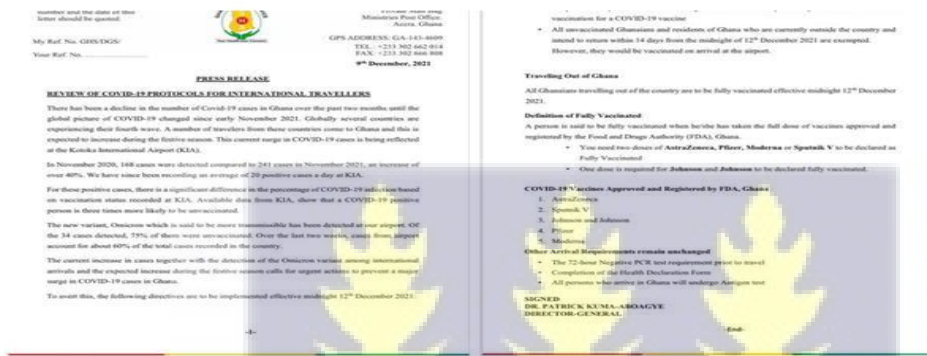 number and the date of this
letter should be quoted.
My Ref. No. GHS/DGS/
Your Ref. No.
Private Mail Bag
Ministries Post Office
Accra, Ghana
GPS ADDRESS: GA-143-4609
TEL : +233 302 662 014
FAX: +233 302 666 808
9th December, 2021
PRESS RELEASE
REVIEW OF COVID-19 PROTOCOLS FOR INTERNATIONAL TRAVELLERS
There has been a decline in the number of Covid-19 cases in Ghana over the past two months until the
global picture of COVID-19 changed since early November 2021. Globally several countries are
experiencing their fourth wave. A number of travelers from these countries come to Ghana and this is
expected to increase during the festive season. This current surge in COVID-19 cases is being reflected
at the Kotoka International Airport (KIA).
In November 2020, 168 cases were detected compared to 241 cases in November 2021, an increase of
over 40%. We have since been recording an average of 20 positive cases a day at KIA.
For these positive cases, there is a significant difference in the percentage of COVID-19 infection based
on vaccination status recorded at KIA. Available data from KIA, show that a COVID-19 positive
person is three times more likely to be unvaccinated.
The new variant, Omicron which is said to be more transmissible has been detected at our airport. Of
the 34 cases detected, 75% of them were unvaccinated. Over the last two weeks, cases from airport
account for about 60% of the total cases recorded in the country.
The current increase in cases together with the detection of the Omicron variant among international
arrivals and the expected increase during the festive season calls for urgent actions to prevent a major
surge in COVID-19 cases in Ghana.
To avert this, the following directives are to be implemented effective midnight 12th December 2021:
-1-
vaccination for a COVID-19 vaccine
• All unvaccinated Ghanaians and residents of Ghana who are currently outside the country and
intend to return within 14 days from the midnight of 12th December 2021 are exempted.
However, they would be vaccinated on arrival at the airport.
Traveling Out of Ghana
All Ghanaians travelling out of the country are to be fully vaccinated effective midnight 12th December
2021.
Definition of Fully Vaccinated
A person is said to be fully vaccinated when he/she has taken the full dose of vaccines approved and
registered by the Food and Drugs Authority (FDA), Ghana.
• You need two doses of AstraZeneca, Pfizer, Moderna or Sputnik V to be declared as
Fully Vaccinated
• One dose is required for Johnson and Johnson to be declared fully vaccinated.
COVID-19 Vaccines Approved and Registered by FDA, Ghana
1. AstraZeneca
2. Sputnik V
3. Johnson and Johnson
4. Pfizer
5. Moderna
Other Arrival Requirements remain unchanged
• The 72-hour Negative PCR test requirement prior to travel
• Completion of the Health Declaration Form
• All persons who arrive in Ghana will undergo Antigen test
SIGNED
DR. PATRICK KUMA-ABOAGYE
DIRECTOR-GENERAL
-End-